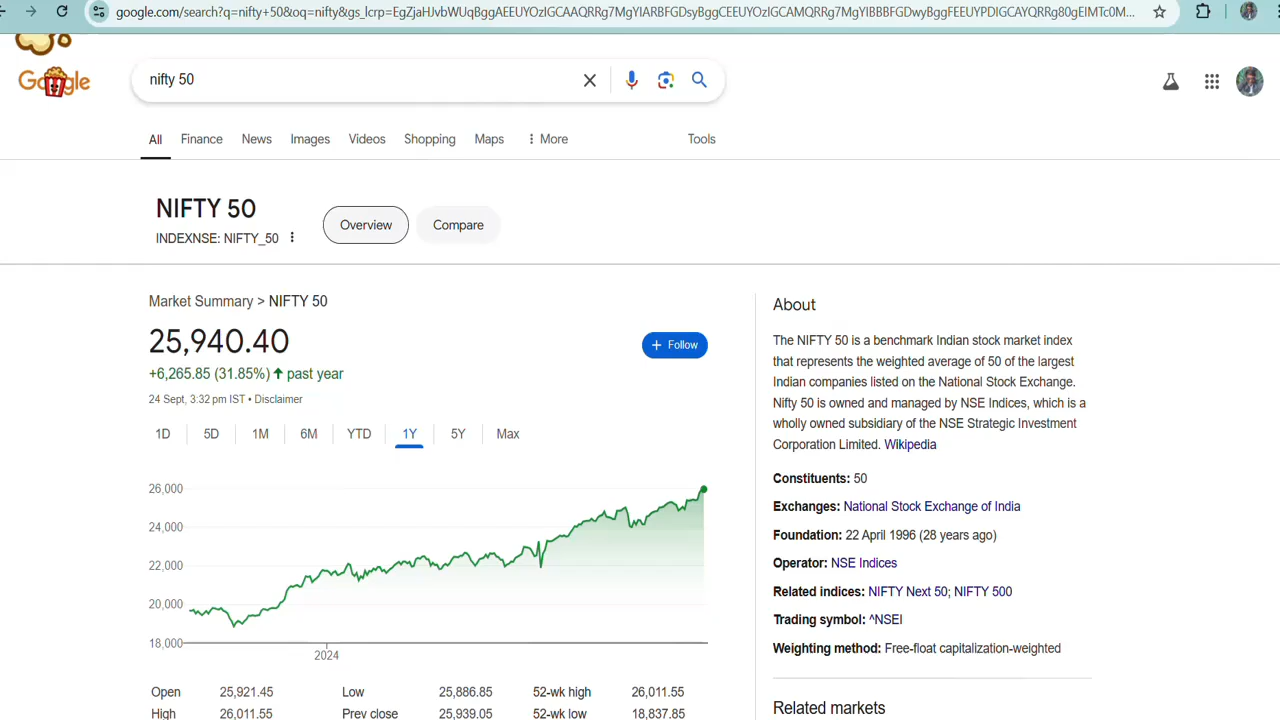 google.com/search?q=nifty+50&oq=nifty&gs_lcrp=EgZjaHJvbWUqBggAEEUYOzIGCAAQRRg7MgYIARBFGDsyBggCEEUYOzIGCAMQRRg7MgYIBBBFGDwyBggFEEUYPDIGCAYQRRg80gEIMTc0M...
Google
nifty 50
All Finance News Images Videos Shopping Maps More Tools
NIFTY 50
INDEXNSE: NIFTY_50
Overview Compare
Market Summary > NIFTY 50
25,940.40
+ Follow
+6,265.85 (31.85%) ↑ past year
24 Sept, 3:32 pm IST • Disclaimer
1D 5D 1M 6M YTD 1Y 5Y Max
26,000
24,000
22,000
20,000
18,000
2024
Open 25,921.45 Low 25,886.85 52-wk high 26,011.55
High 26,011.55 Prev close 25,939.05 52-wk low 18,837.85
About
The NIFTY 50 is a benchmark Indian stock market index
that represents the weighted average of 50 of the largest
Indian companies listed on the National Stock Exchange.
Nifty 50 is owned and managed by NSE Indices, which is a
wholly owned subsidiary of the NSE Strategic Investment
Corporation Limited. Wikipedia
Constituents: 50
Exchanges: National Stock Exchange of India
Foundation: 22 April 1996 (28 years ago)
Operator: NSE Indices
Related indices: NIFTY Next 50; NIFTY 500
Trading symbol: ^NSEI
Weighting method: Free-float capitalization-weighted
Related markets